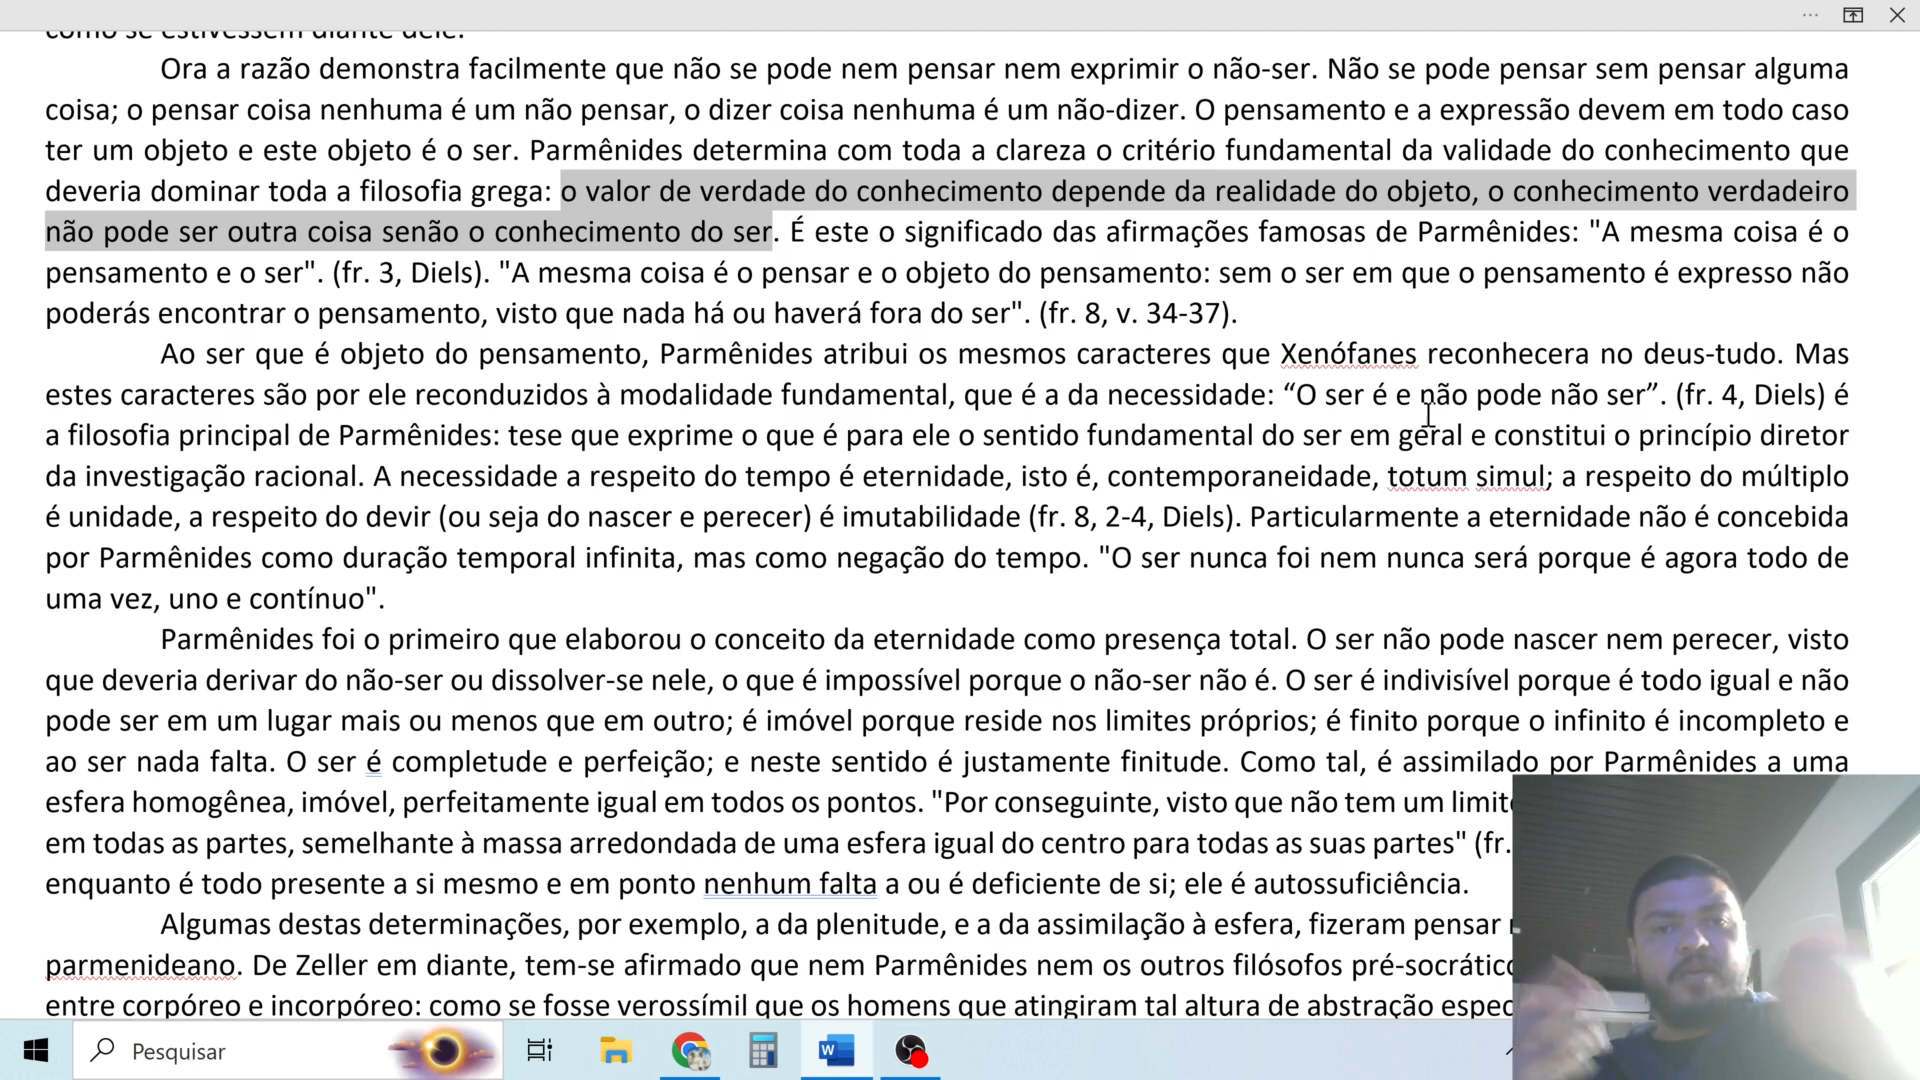 como se estivessem diante dele.
Ora a razão demonstra facilmente que não se pode nem pensar nem exprimir o não-ser. Não se pode pensar sem pensar alguma
coisa; o pensar coisa nenhuma é um não pensar, o dizer coisa nenhuma é um não-dizer. O pensamento e a expressão devem em todo caso
ter um objeto e este objeto é o ser. Parmênides determina com toda a clareza o critério fundamental da validade do conhecimento que
deveria dominar toda a filosofia grega: o valor de verdade do conhecimento depende da realidade do objeto, o conhecimento verdadeiro
não pode ser outra coisa senão o conhecimento do ser. É este o significado das afirmações famosas de Parmênides: "A mesma coisa é o
pensamento e o ser". (fr. 3, Diels). "A mesma coisa é o pensar e o objeto do pensamento: sem o ser em que o pensamento é expresso não
poderás encontrar o pensamento, visto que nada há ou haverá fora do ser". (fr. 8, v. 34-37).
Ao ser que é objeto do pensamento, Parmênides atribui os mesmos caracteres que Xenófanes reconhecera no deus-tudo. Mas
estes caracteres são por ele reconduzidos à modalidade fundamental, que é a da necessidade: “O ser é e não pode não ser”. (fr. 4, Diels) é
a filosofia principal de Parmênides: tese que exprime o que é para ele o sentido fundamental do ser em geral e constitui o princípio diretor
da investigação racional. A necessidade a respeito do tempo é eternidade, isto é, contemporaneidade, totum simul; a respeito do múltiplo
é unidade, a respeito do devir (ou seja do nascer e perecer) é imutabilidade (fr. 8, 2-4, Diels). Particularmente a eternidade não é concebida
por Parmênides como duração temporal infinita, mas como negação do tempo. "O ser nunca foi nem nunca será porque é agora todo de
uma vez, uno e contínuo".
Parmênides foi o primeiro que elaborou o conceito da eternidade como presença total. O ser não pode nascer nem perecer, visto
que deveria derivar do não-ser ou dissolver-se nele, o que é impossível porque o não-ser não é. O ser é indivisível porque é todo igual e não
pode ser em um lugar mais ou menos que em outro; é imóvel porque reside nos limites próprios; é finito porque o infinito é incompleto e
ao ser nada falta. O ser é completude e perfeição; e neste sentido é justamente finitude. Como tal, é assimilado por Parmênides a uma
esfera homogênea, imóvel, perfeitamente igual em todos os pontos. "Por conseguinte, visto que não tem um
em todas as partes, semelhante à massa arredondada de uma esfera igual do centro para todas as suas partes" (fr.
enquanto é todo presente a si mesmo e em ponto nenhum falta a ou é deficiente de si; ele é autossuficiência.
Algumas destas determinações, por exemplo, a da plenitude, e a da assimilação à esfera, fizeram pensar
parmenideano. De Zeller em diante, tem-se afirmado que nem Parmênides nem os outros filósofos
entre corpóreo e incorpóreo: como se fosse verossímil que os homens que atingiram tal altura de abstração
Pesquisar